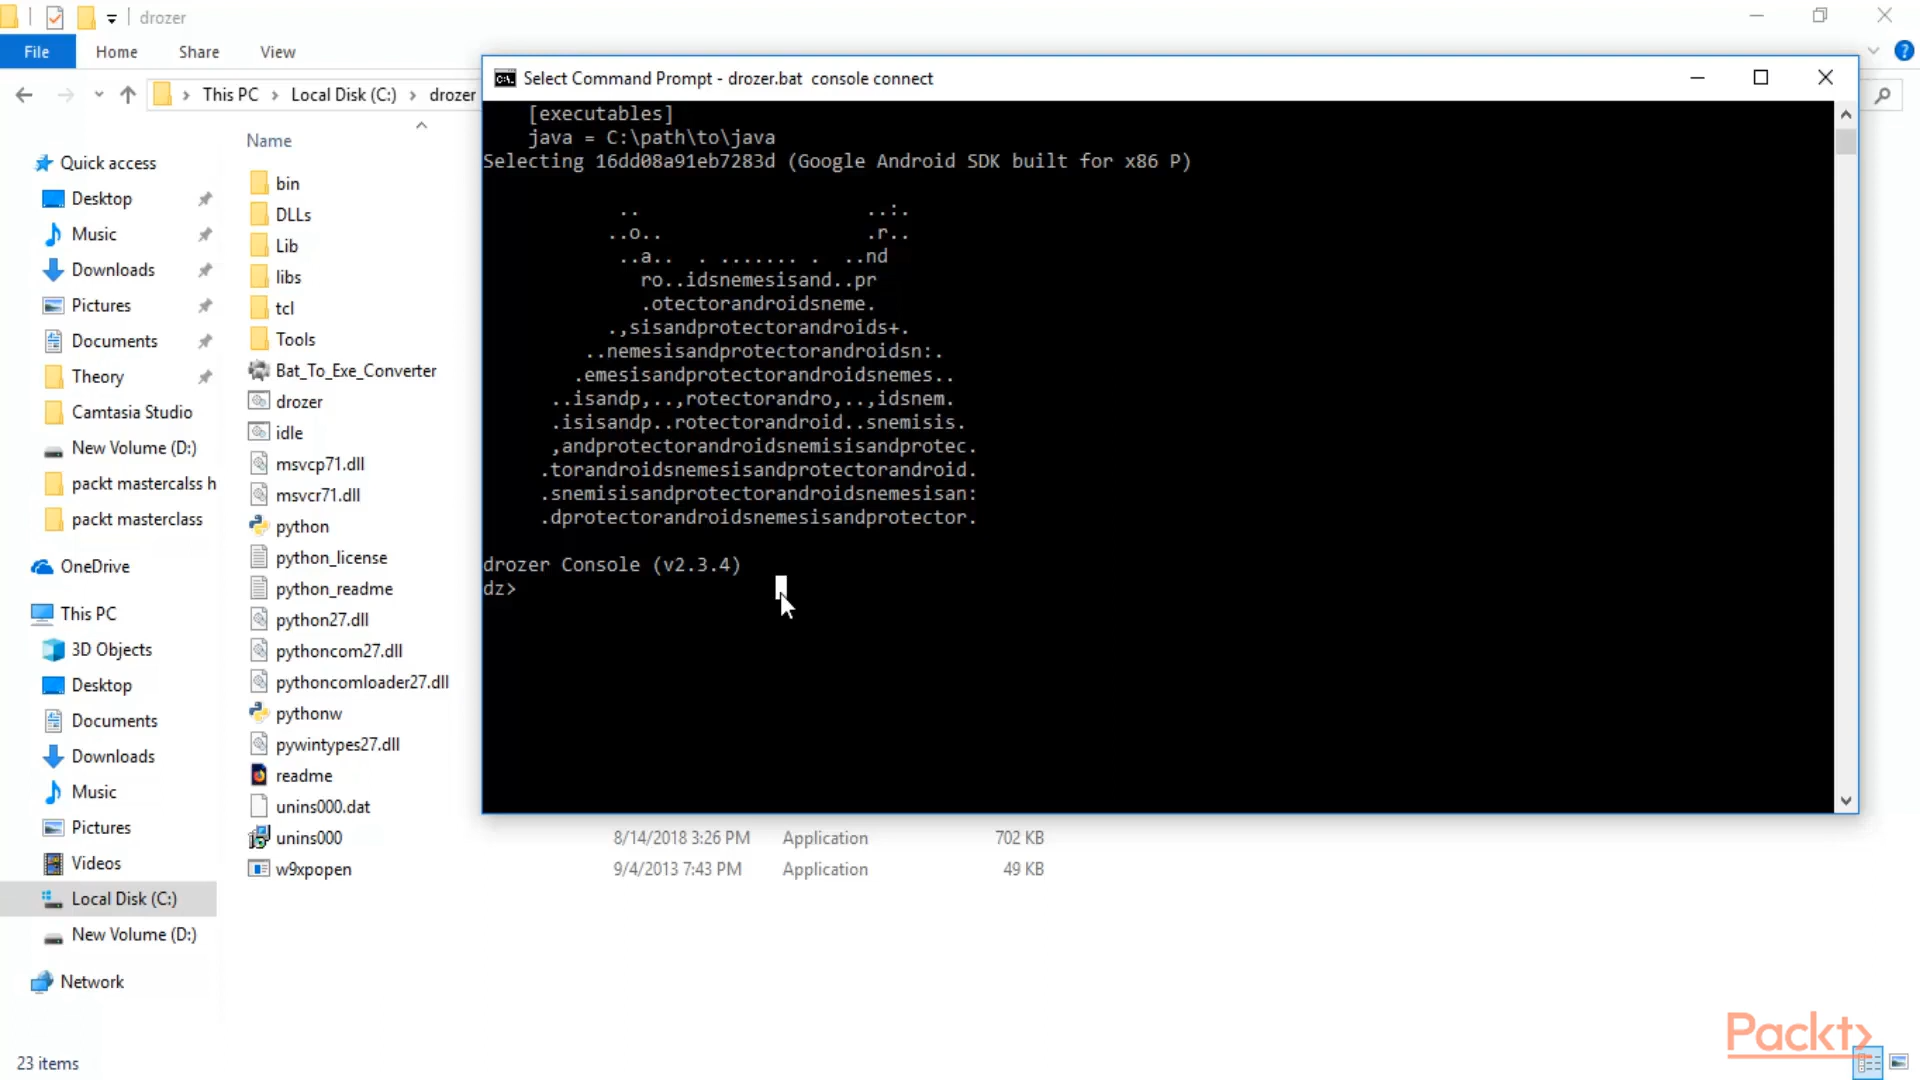 drozer
File Home Share View
This PC > Local Disk (C:) > drozer
Select Command Prompt - drozer.bat  console connect
[executables]
java = C:\path\to\java
Selecting 16dd08a91eb7283d (Google Android SDK built for x86 P)
..                     ..:.
..o..                  .r..
..a..   . ....... .  ..nd
ro..idsnemesisand..pr
.otectorandroidsneme.
.,sisandprotectorandroids+.
..nemesisandprotectorandroidsn:.
.emesisandprotectorandroidsnemes..
..isandp,..,rotectorandro,..,idsnem.
.isisandp..rotectorandroid..snemisis.
,andprotectorandroidsnemisisandprotec.
.torandroidsnemesisandprotectorandroid.
.snemisisandprotectorandroidsnemesisan:
.dprotectorandroidsnemesisandprotector.
drozer Console (v2.3.4)
dz>
Quick access
Desktop
Music
Downloads
Pictures
Documents
Theory
Camtasia Studio
New Volume (D:)
packt mastercalss h
packt masterclass
OneDrive
This PC
3D Objects
Desktop
Documents
Downloads
Music
Pictures
Videos
Local Disk (C:)
New Volume (D:)
Network
Name
bin
DLLs
Lib
libs
tcl
Tools
Bat_To_Exe_Converter
drozer
idle
msvcp71.dll
msvcr71.dll
python
python_license
python_readme
python27.dll
pythoncom27.dll
pythoncomloader27.dll
pythonw
pywintypes27.dll
readme
unins000.dat
unins000 8/14/2018 3:26 PM Application 702 KB
w9xpopen 9/4/2013 7:43 PM Application 49 KB
23 items
Packt>